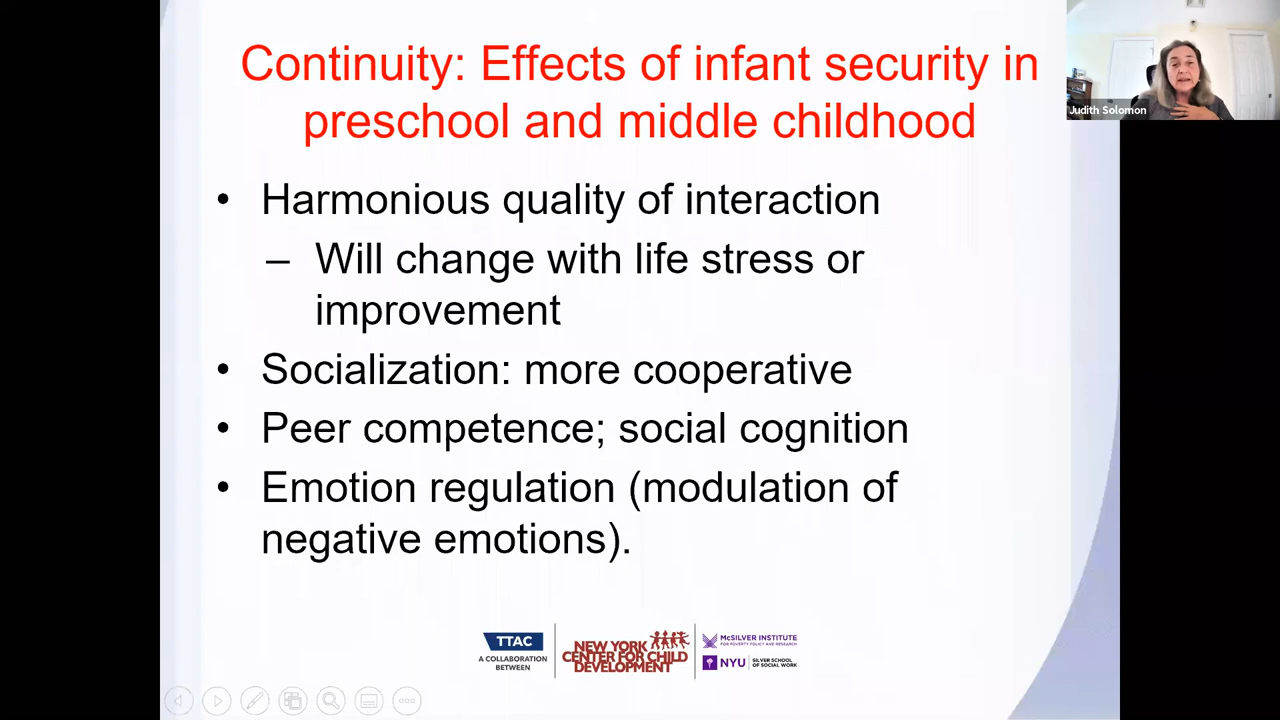 Continuity: Effects of infant security in
preschool and middle childhood
• Harmonious quality of interaction
– Will change with life stress or
improvement
• Socialization: more cooperative
• Peer competence; social cognition
• Emotion regulation (modulation of
negative emotions).
Judith Solomon
TTAC
A COLLABORATION
BETWEEN
NEW YORK
CENTER FOR CHILD
DEVELOPMENT
McSILVER INSTITUTE
FOR POVERTY POLICY AND RESEARCH
NYU SILVER SCHOOL
OF SOCIAL WORK